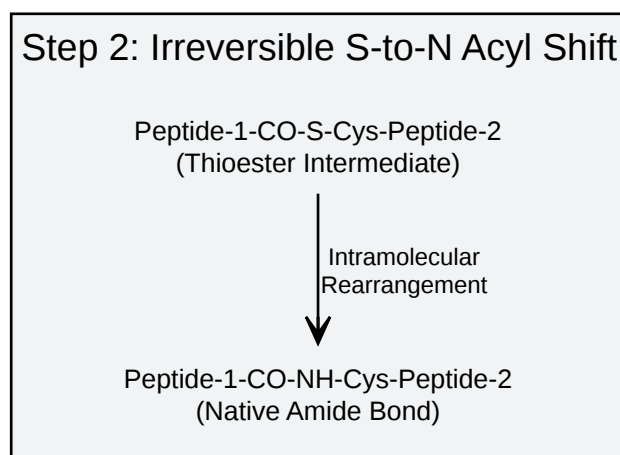 Step 2: Irreversible S-to-N Acyl Shift
Peptide-1-CO-S-Cys-Peptide-2
(Thioester Intermediate)
Intramolecular
Rearrangement
Peptide-1-CO-NH-Cys-Peptide-2
(Native Amide Bond)